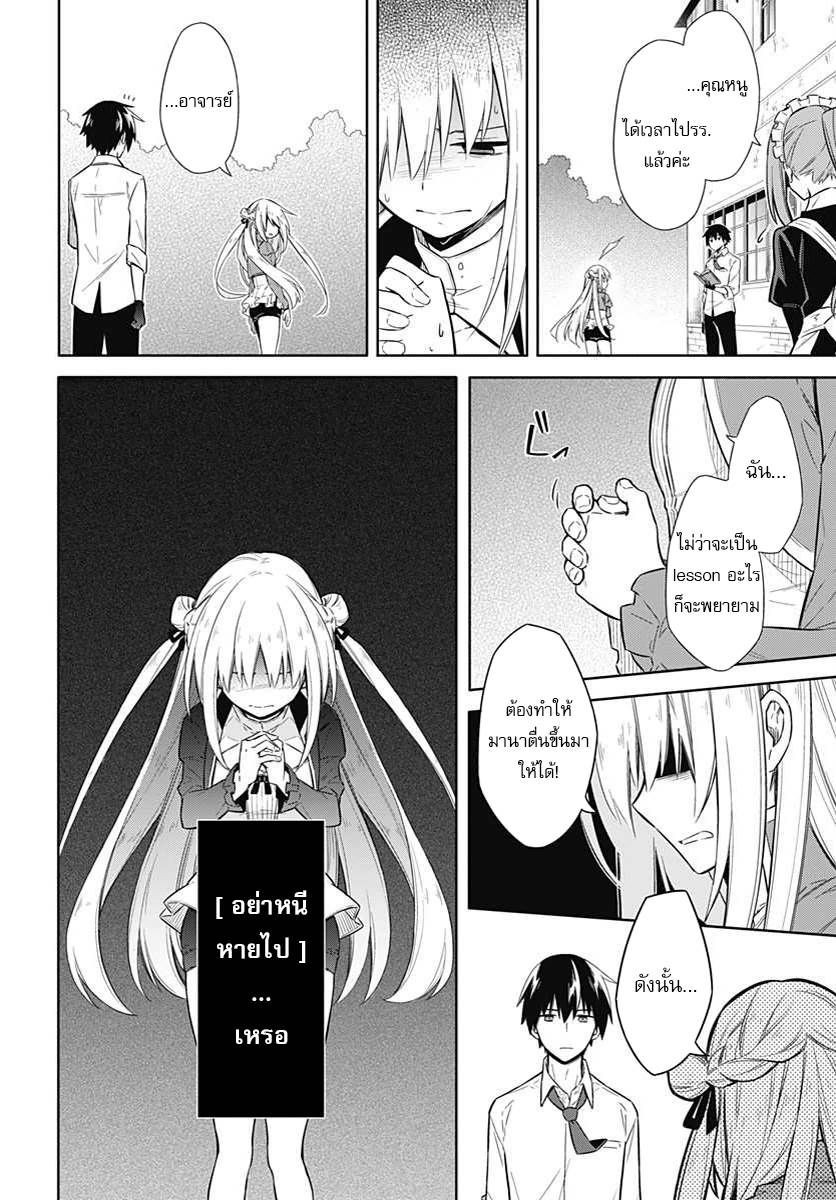 ...คุณหนู
ได้เวลาไปรร.
แล้วค่ะ
...อาจารย์
ฉัน...
ไม่ว่าจะเป็น
lesson อะไร
ก็จะพยายาม
ต้องทำให้
มานาตื่นขึ้นมา
ให้ได้!
ดังนั้น...
[ อย่าหนี
หายไป ]
...
เหรอ